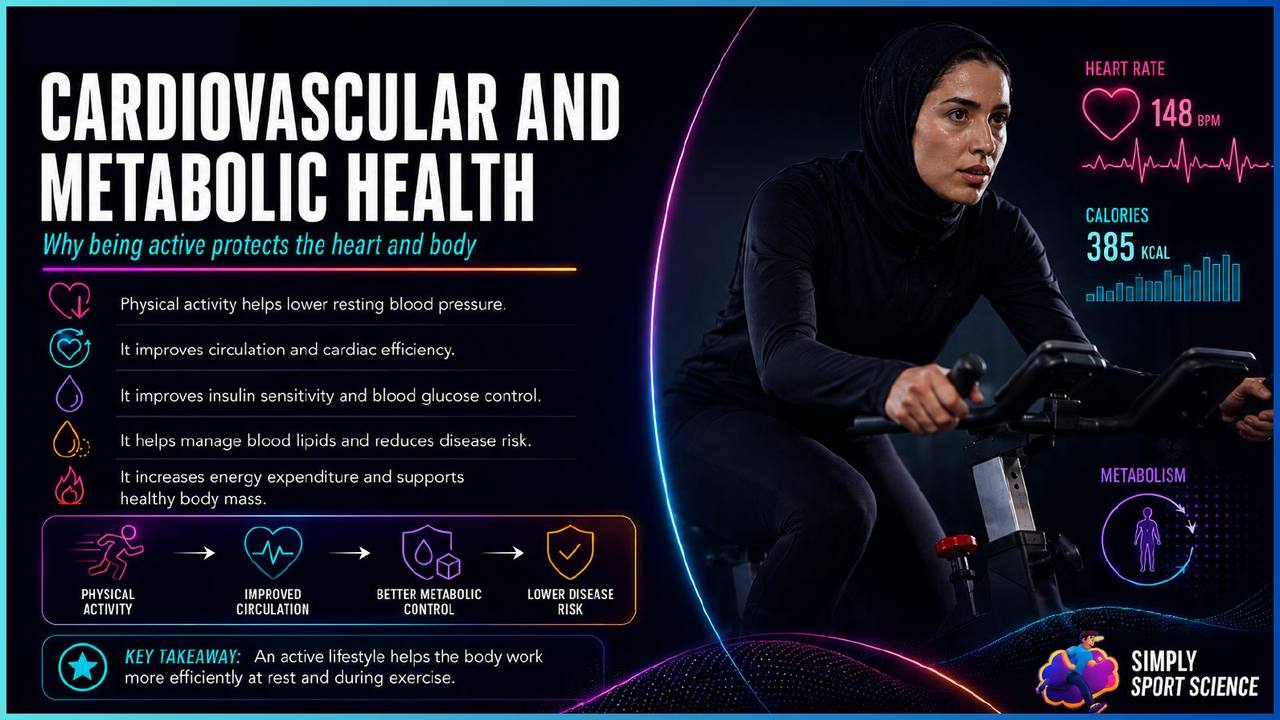 CARDIOVASCULAR AND
METABOLIC HEALTH
Why being active protects the heart and body
Physical activity helps lower resting blood pressure.
It improves circulation and cardiac efficiency.
It improves insulin sensitivity and blood glucose control.
It helps manage blood lipids and reduces disease risk.
It increases energy expenditure and supports
healthy body mass.
PHYSICAL
ACTIVITY
IMPROVED
CIRCULATION
BETTER METABOLIC
CONTROL
LOWER DISEASE
RISK
KEY TAKEAWAY: An active lifestyle helps the body work
more efficiently at rest and during exercise.
HEART RATE
148 BPM
CALORIES
385 KCAL
METABOLISM
SIMPLY
SPORT SCIENCE